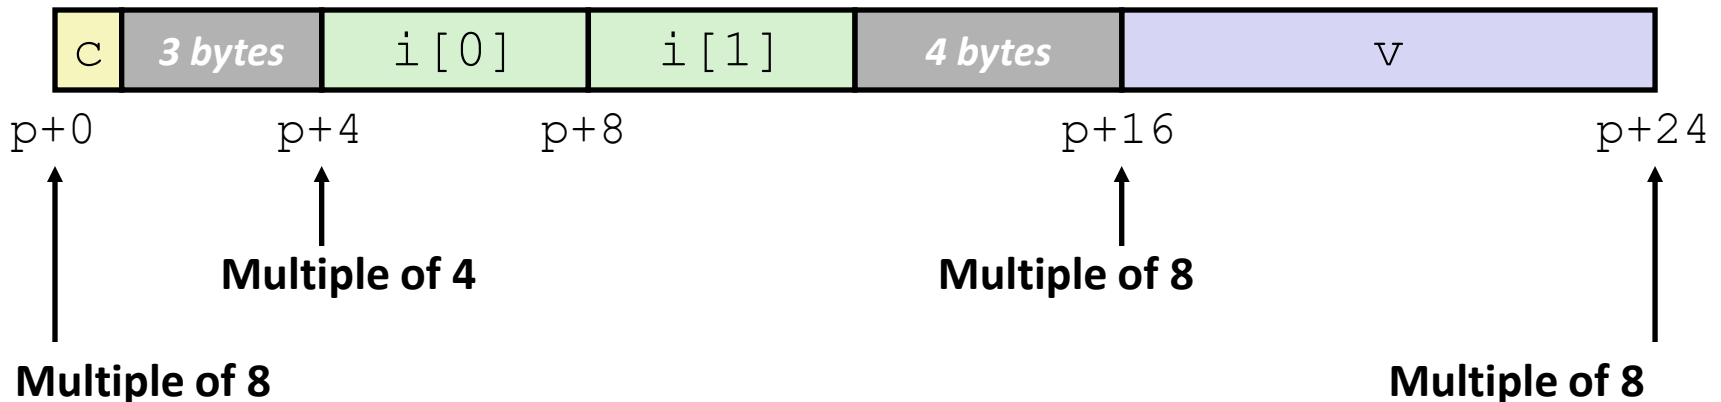 c 3 bytes i[0] i[1] 4 bytes v
p+0 p+4 p+8 p+16 p+24
Multiple of 4 Multiple of 8
Multiple of 8 Multiple of 8